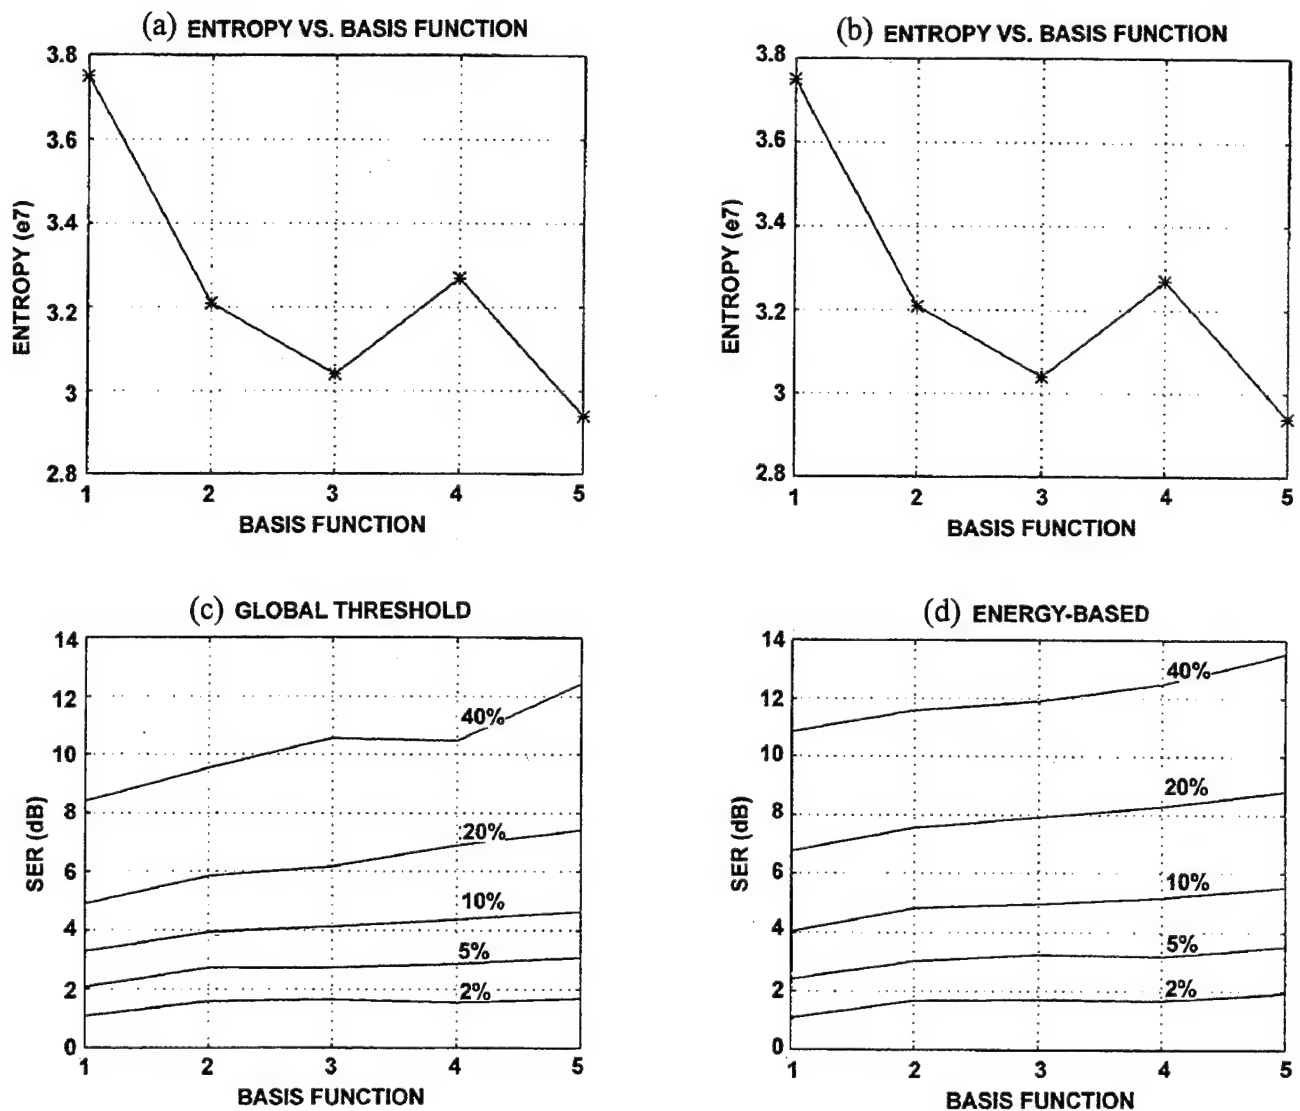 (a) ENTROPY VS. BASIS FUNCTION
3.8
3.6
3.4
3.2
3
2.8
ENTROPY (e7)
1 2 3 4 5
BASIS FUNCTION
(b) ENTROPY VS. BASIS FUNCTION
3.8
3.6
3.4
3.2
3
2.8
ENTROPY (e7)
1 2 3 4 5
BASIS FUNCTION
(c) GLOBAL THRESHOLD
14
12
10
8
6
4
2
0
SER (dB)
40%
20%
10%
5%
2%
1 2 3 4 5
BASIS FUNCTION
(d) ENERGY-BASED
14
12
10
8
6
4
2
0
SER (dB)
40%
20%
10%
5%
2%
1 2 3 4 5
BASIS FUNCTION